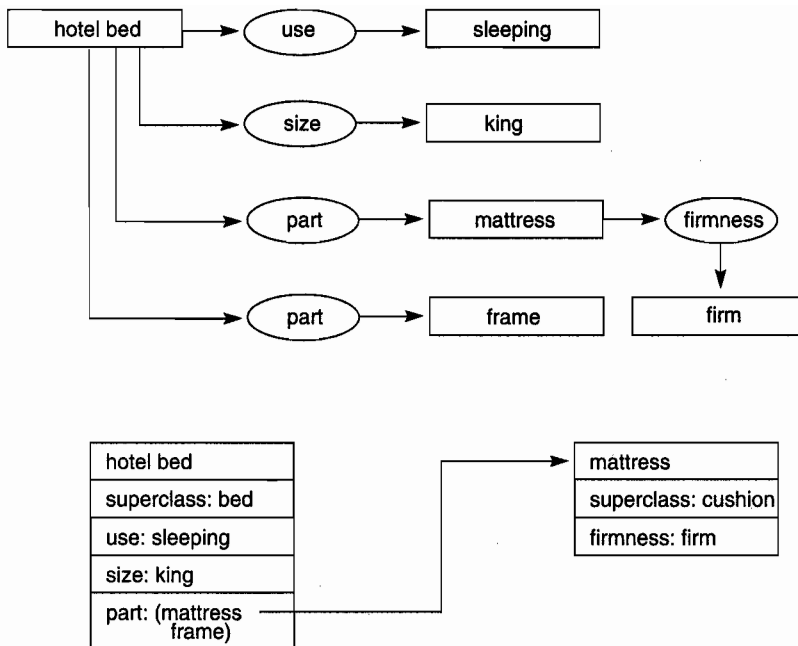 hotel bed use sleeping
size king
part mattress firmness
part frame firm
hotel bed
superclass: bed
use: sleeping
size: king
part: (mattress
frame)
mattress
superclass: cushion
firmness: firm